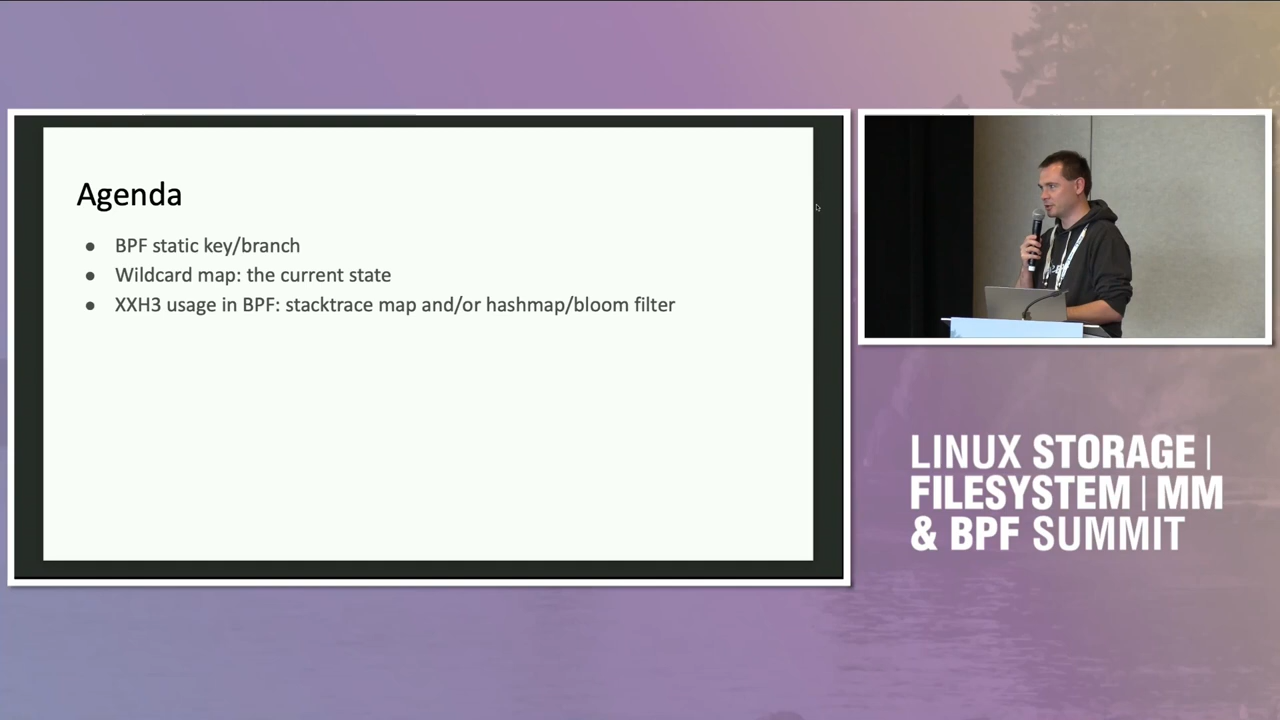 Agenda
● BPF static key/branch
● Wildcard map: the current state
● XXH3 usage in BPF: stacktrace map and/or hashmap/bloom filter
LINUX STORAGE |
FILESYSTEM | MM
& BPF SUMMIT